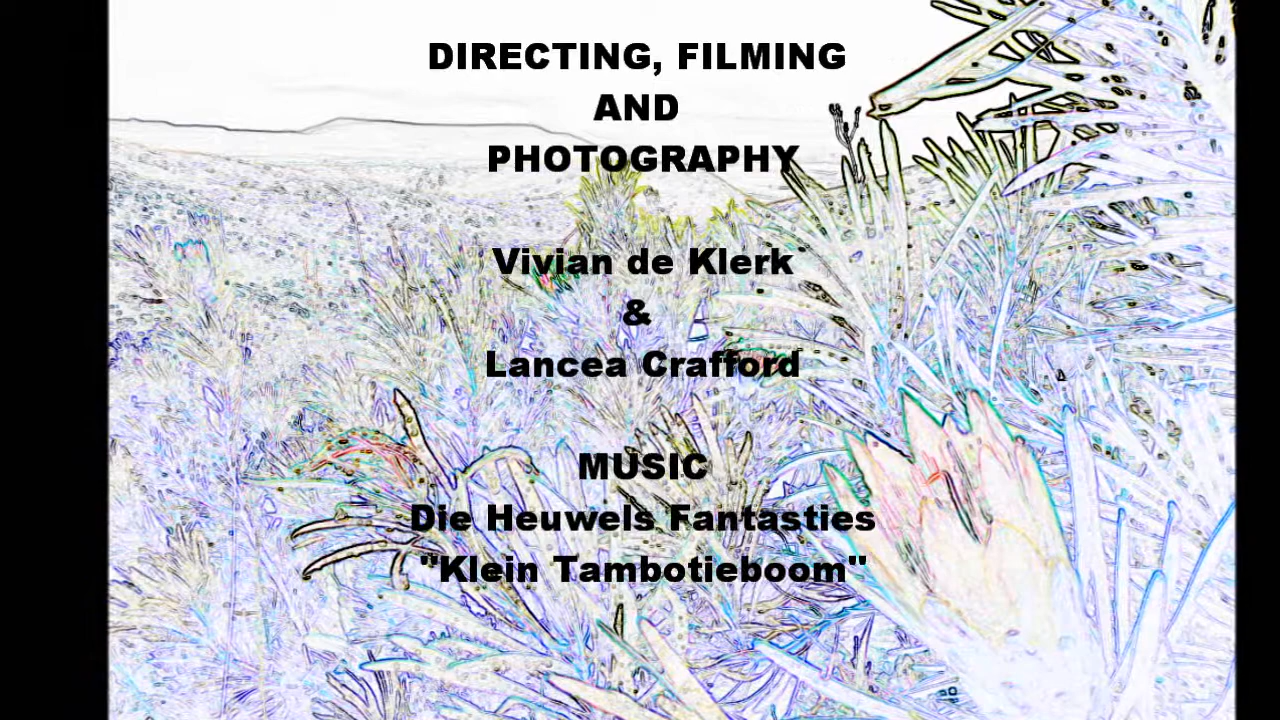 DIRECTING, FILMING
AND
PHOTOGRAPHY
Vivian de Klerk
&
Lancea Crafford
MUSIC
Die Heuwels Fantasties
"Klein Tambotieboom"